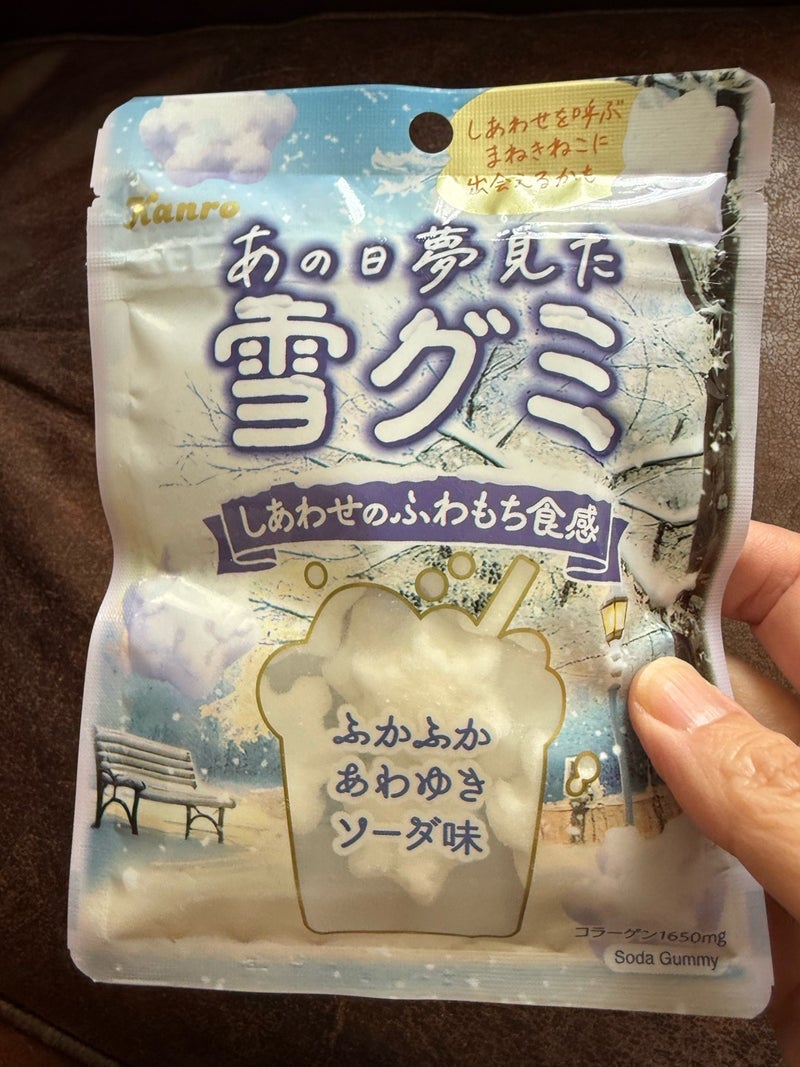 しあわせを呼ぶ
まねきねこに
出会えるかも
Kanro
あの日夢見た
雪グミ
しあわせのふわもち食感
ふかふか
あわゆき
ソーダ味
コラーゲン1650mg
Soda Gummy